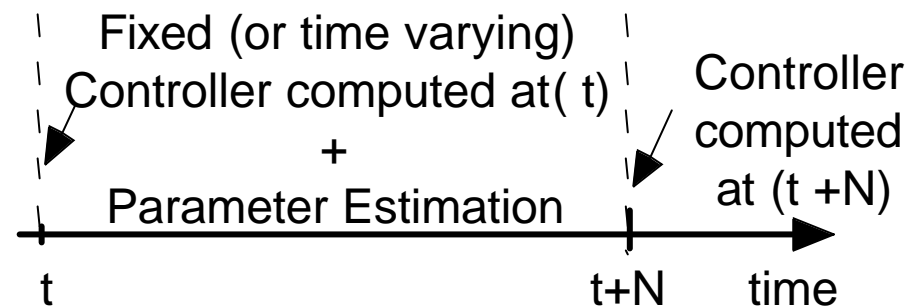 Fixed (or time varying)
Controller computed at( t)
+
Parameter Estimation
Controller
computed
at (t +N)
t
t+N
time